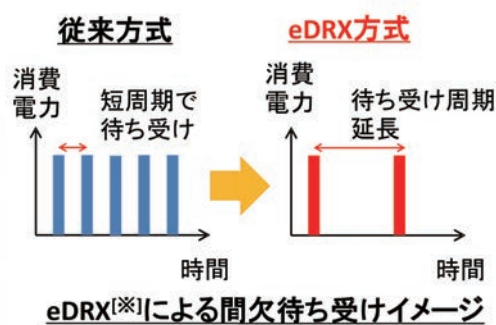 従来方式
eDRX方式
消費
電力
短周期で
待ち受け
時間
消費
電力
待ち受け周期
延長
時間
eDRX[※]による間欠待ち受けイメージ